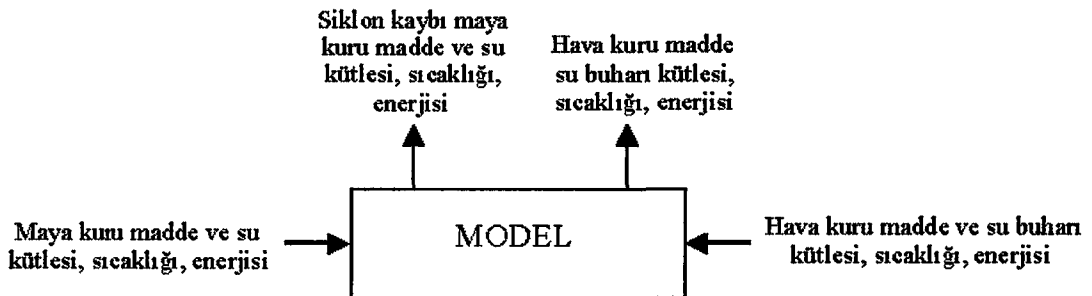 Siklon kaybı maya
kuru madde ve su
kütlesi, sıcaklığı,
enerjisi
Hava kuru madde
su buharı kütlesi,
sıcaklığı, enerjisi
Maya kuru madde ve su
kütlesi, sıcaklığı, enerjisi
MODEL
Hava kuru madde ve su buharı
kütlesi, sıcaklığı, enerjisi